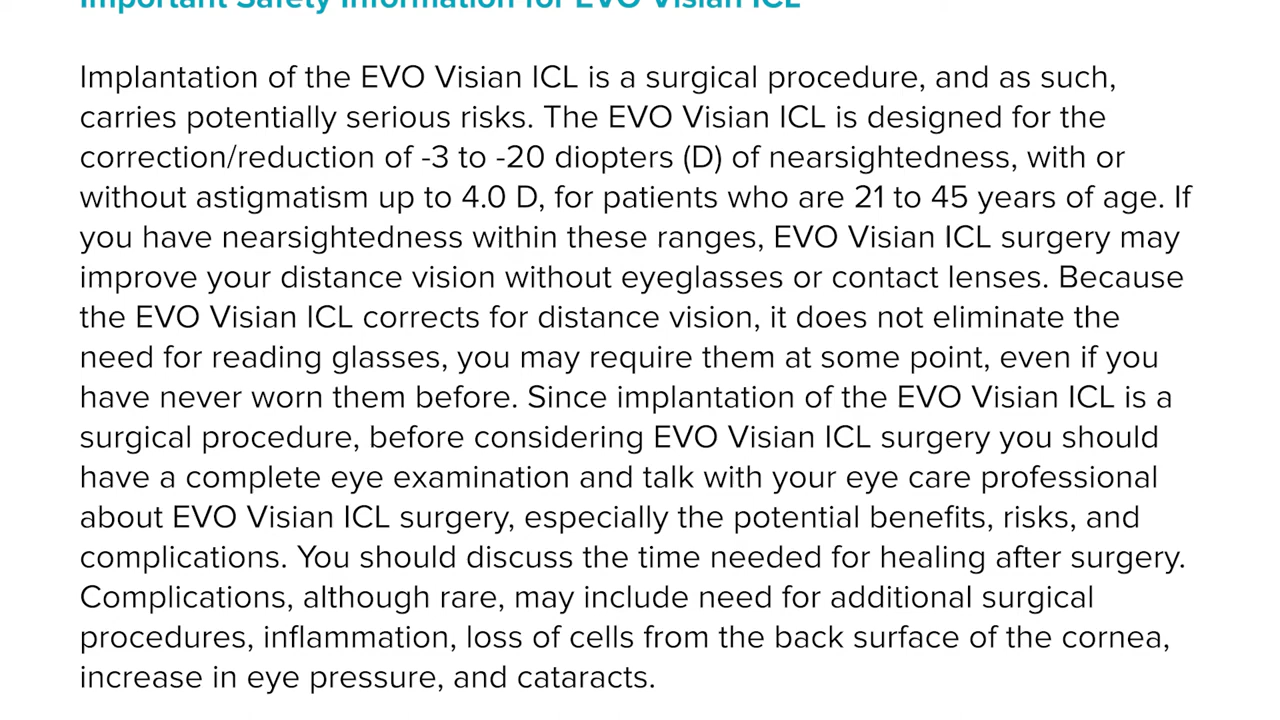 Important Safety Information for EVO Visian ICL
Implantation of the EVO Visian ICL is a surgical procedure, and as such,
carries potentially serious risks. The EVO Visian ICL is designed for the
correction/reduction of -3 to -20 diopters (D) of nearsightedness, with or
without astigmatism up to 4.0 D, for patients who are 21 to 45 years of age. If
you have nearsightedness within these ranges, EVO Visian ICL surgery may
improve your distance vision without eyeglasses or contact lenses. Because
the EVO Visian ICL corrects for distance vision, it does not eliminate the
need for reading glasses, you may require them at some point, even if you
have never worn them before. Since implantation of the EVO Visian ICL is a
surgical procedure, before considering EVO Visian ICL surgery you should
have a complete eye examination and talk with your eye care professional
about EVO Visian ICL surgery, especially the potential benefits, risks, and
complications. You should discuss the time needed for healing after surgery.
Complications, although rare, may include need for additional surgical
procedures, inflammation, loss of cells from the back surface of the cornea,
increase in eye pressure, and cataracts.